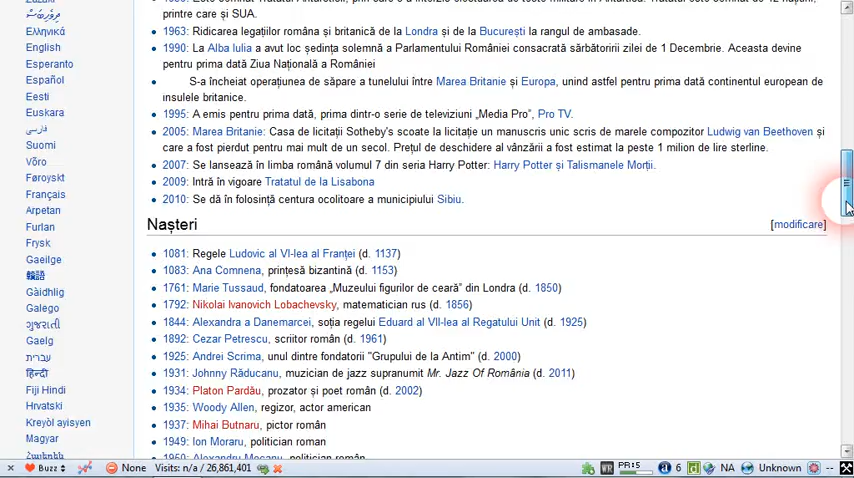 printre care și SUA.
1963: Ridicarea legațiilor română și britanică de la Londra și de la București la rangul de ambasade.
1990: La Alba Iulia a avut loc ședința solemnă a Parlamentului României consacrată sărbătoririi zilei de 1 Decembrie. Aceasta devine
pentru prima dată Ziua Națională a României
S-a încheiat operațiunea de săpare a tunelului între Marea Britanie și Europa, unind astfel pentru prima dată continentul european de
insulele britanice.
1995: A emis pentru prima dată, prima dintr-o serie de televiziuni „Media Pro”, Pro TV.
2005: Marea Britanie: Casa de licitații Sotheby's scoate la licitație un manuscris unic scris de marele compozitor Ludwig van Beethoven și
care a fost pierdut pentru mai mult de un secol. Prețul de deschidere al vânzării a fost estimat la peste 1 milion de lire sterline.
2007: Se lansează în limba română volumul 7 din seria Harry Potter: Harry Potter și Talismanele Morții.
2009: Intră în vigoare Tratatul de la Lisabona
2010: Se dă în folosință centura ocolitoare a municipiului Sibiu.
Nașteri [modificare]
1081: Regele Ludovic al VI-lea al Franței (d. 1137)
1083: Ana Comnena, prințesă bizantină (d. 1153)
1761: Marie Tussaud, fondatoarea „Muzeului figurilor de ceară” din Londra (d. 1850)
1792: Nikolai Ivanovich Lobachevsky, matematician rus (d. 1856)
1844: Alexandra a Danemarcei, soția regelui Eduard al VII-lea al Regatului Unit (d. 1925)
1892: Cezar Petrescu, scriitor român (d. 1961)
1925: Andrei Scrima, unul dintre fondatorii "Grupului de la Antim" (d. 2000)
1931: Johnny Răducanu, muzician de jazz supranumit Mr. Jazz Of România (d. 2011)
1934: Platon Pardău, prozator și poet român (d. 2002)
1935: Woody Allen, regizor, actor american
1937: Mihai Butnaru, pictor român
1949: Ion Moraru, politician roman
Ελληνικά
English
Esperanto
Español
Eesti
Euskara
فارسی
Suomi
Võro
Føroyskt
Français
Arpetan
Furlan
Frysk
Gaeilge
贛語
Gàidhlig
Galego
ગુજરાતી
Gaelg
עברית
हिन्दी
Fiji Hindi
Hrvatski
Kreyòl ayisyen
Magyar
Buzz None Visits: n/a / 26,861,401 WR PR:5 a 6 d NA Unknown --